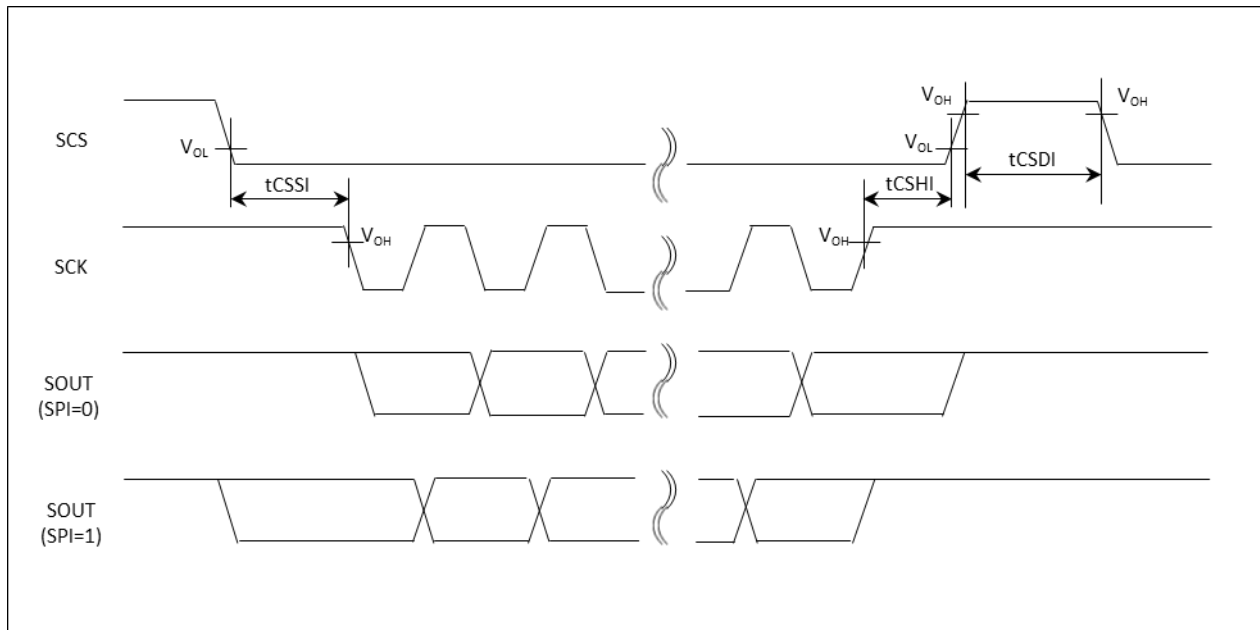 V_OH
V_OH
SCS
V_OL
V_OL
tCSSI
tCSHI
tCSDI
V_OH
V_OH
SCK
SOUT
(SPI=0)
SOUT
(SPI=1)